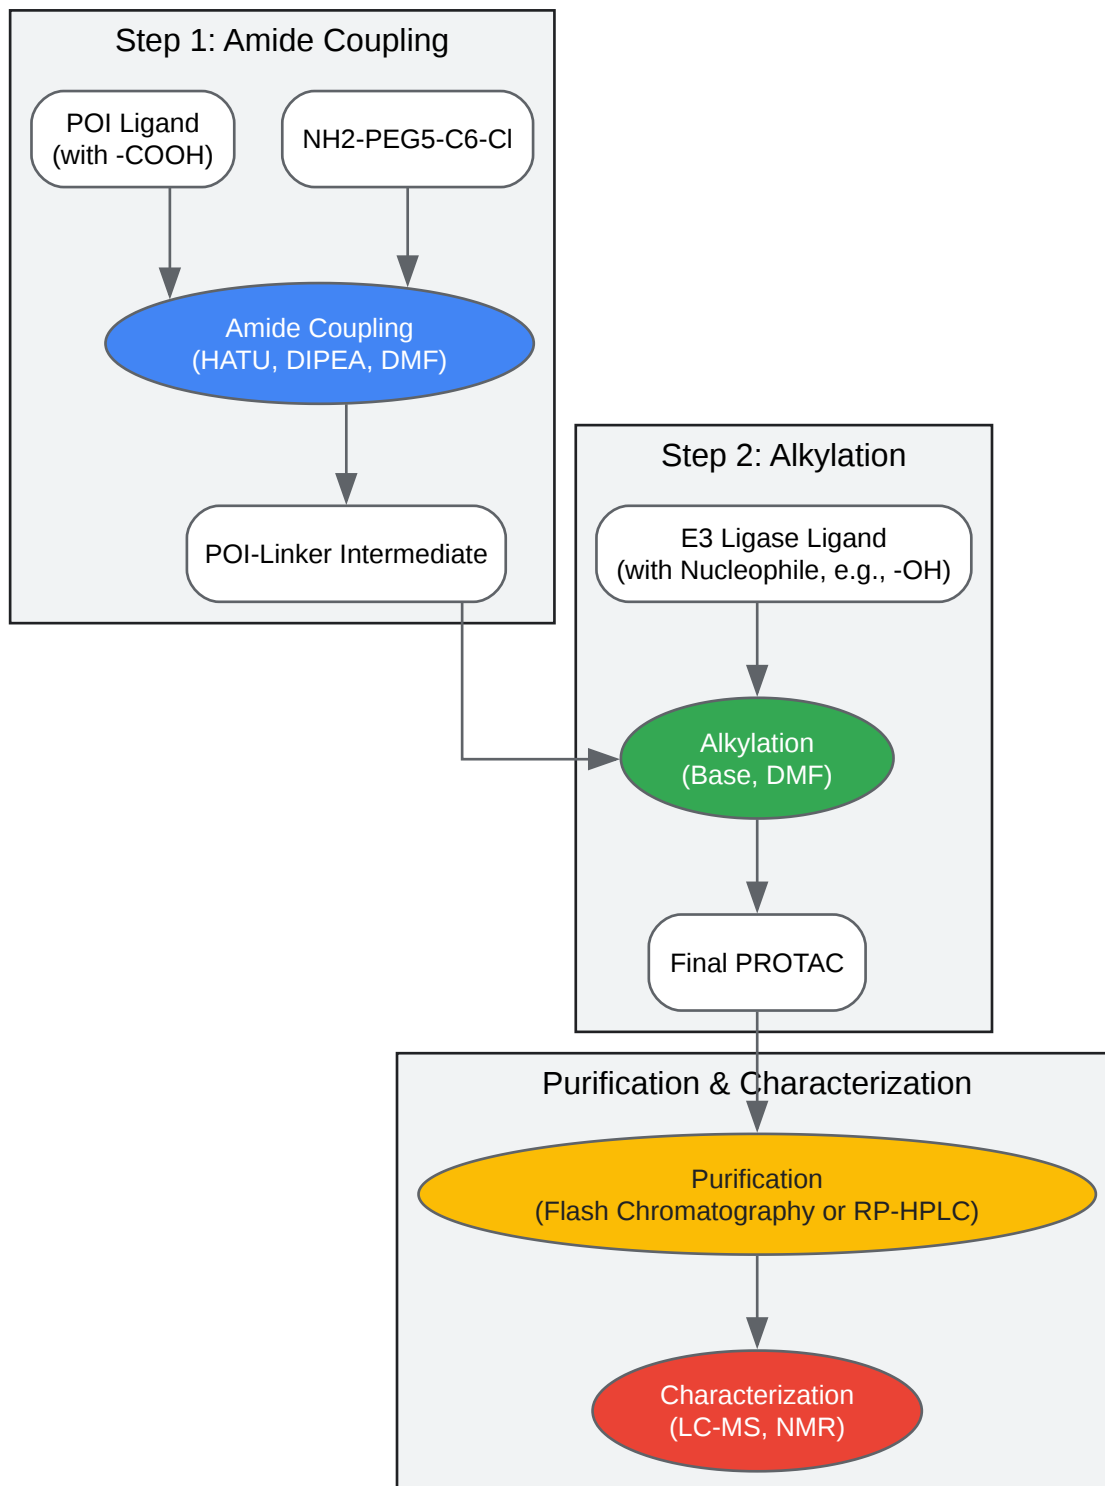 Step 1: Amide Coupling
POI Ligand
(with -COOH)
NH2-PEG5-C6-Cl
Amide Coupling
(HATU, DIPEA, DMF)
POI-Linker Intermediate
Step 2: Alkylation
E3 Ligase Ligand
(with Nucleophile, e.g., -OH)
Alkylation
(Base, DMF)
Final PROTAC
Purification & Characterization
Purification
(Flash Chromatography or RP-HPLC)
Characterization
(LC-MS, NMR)